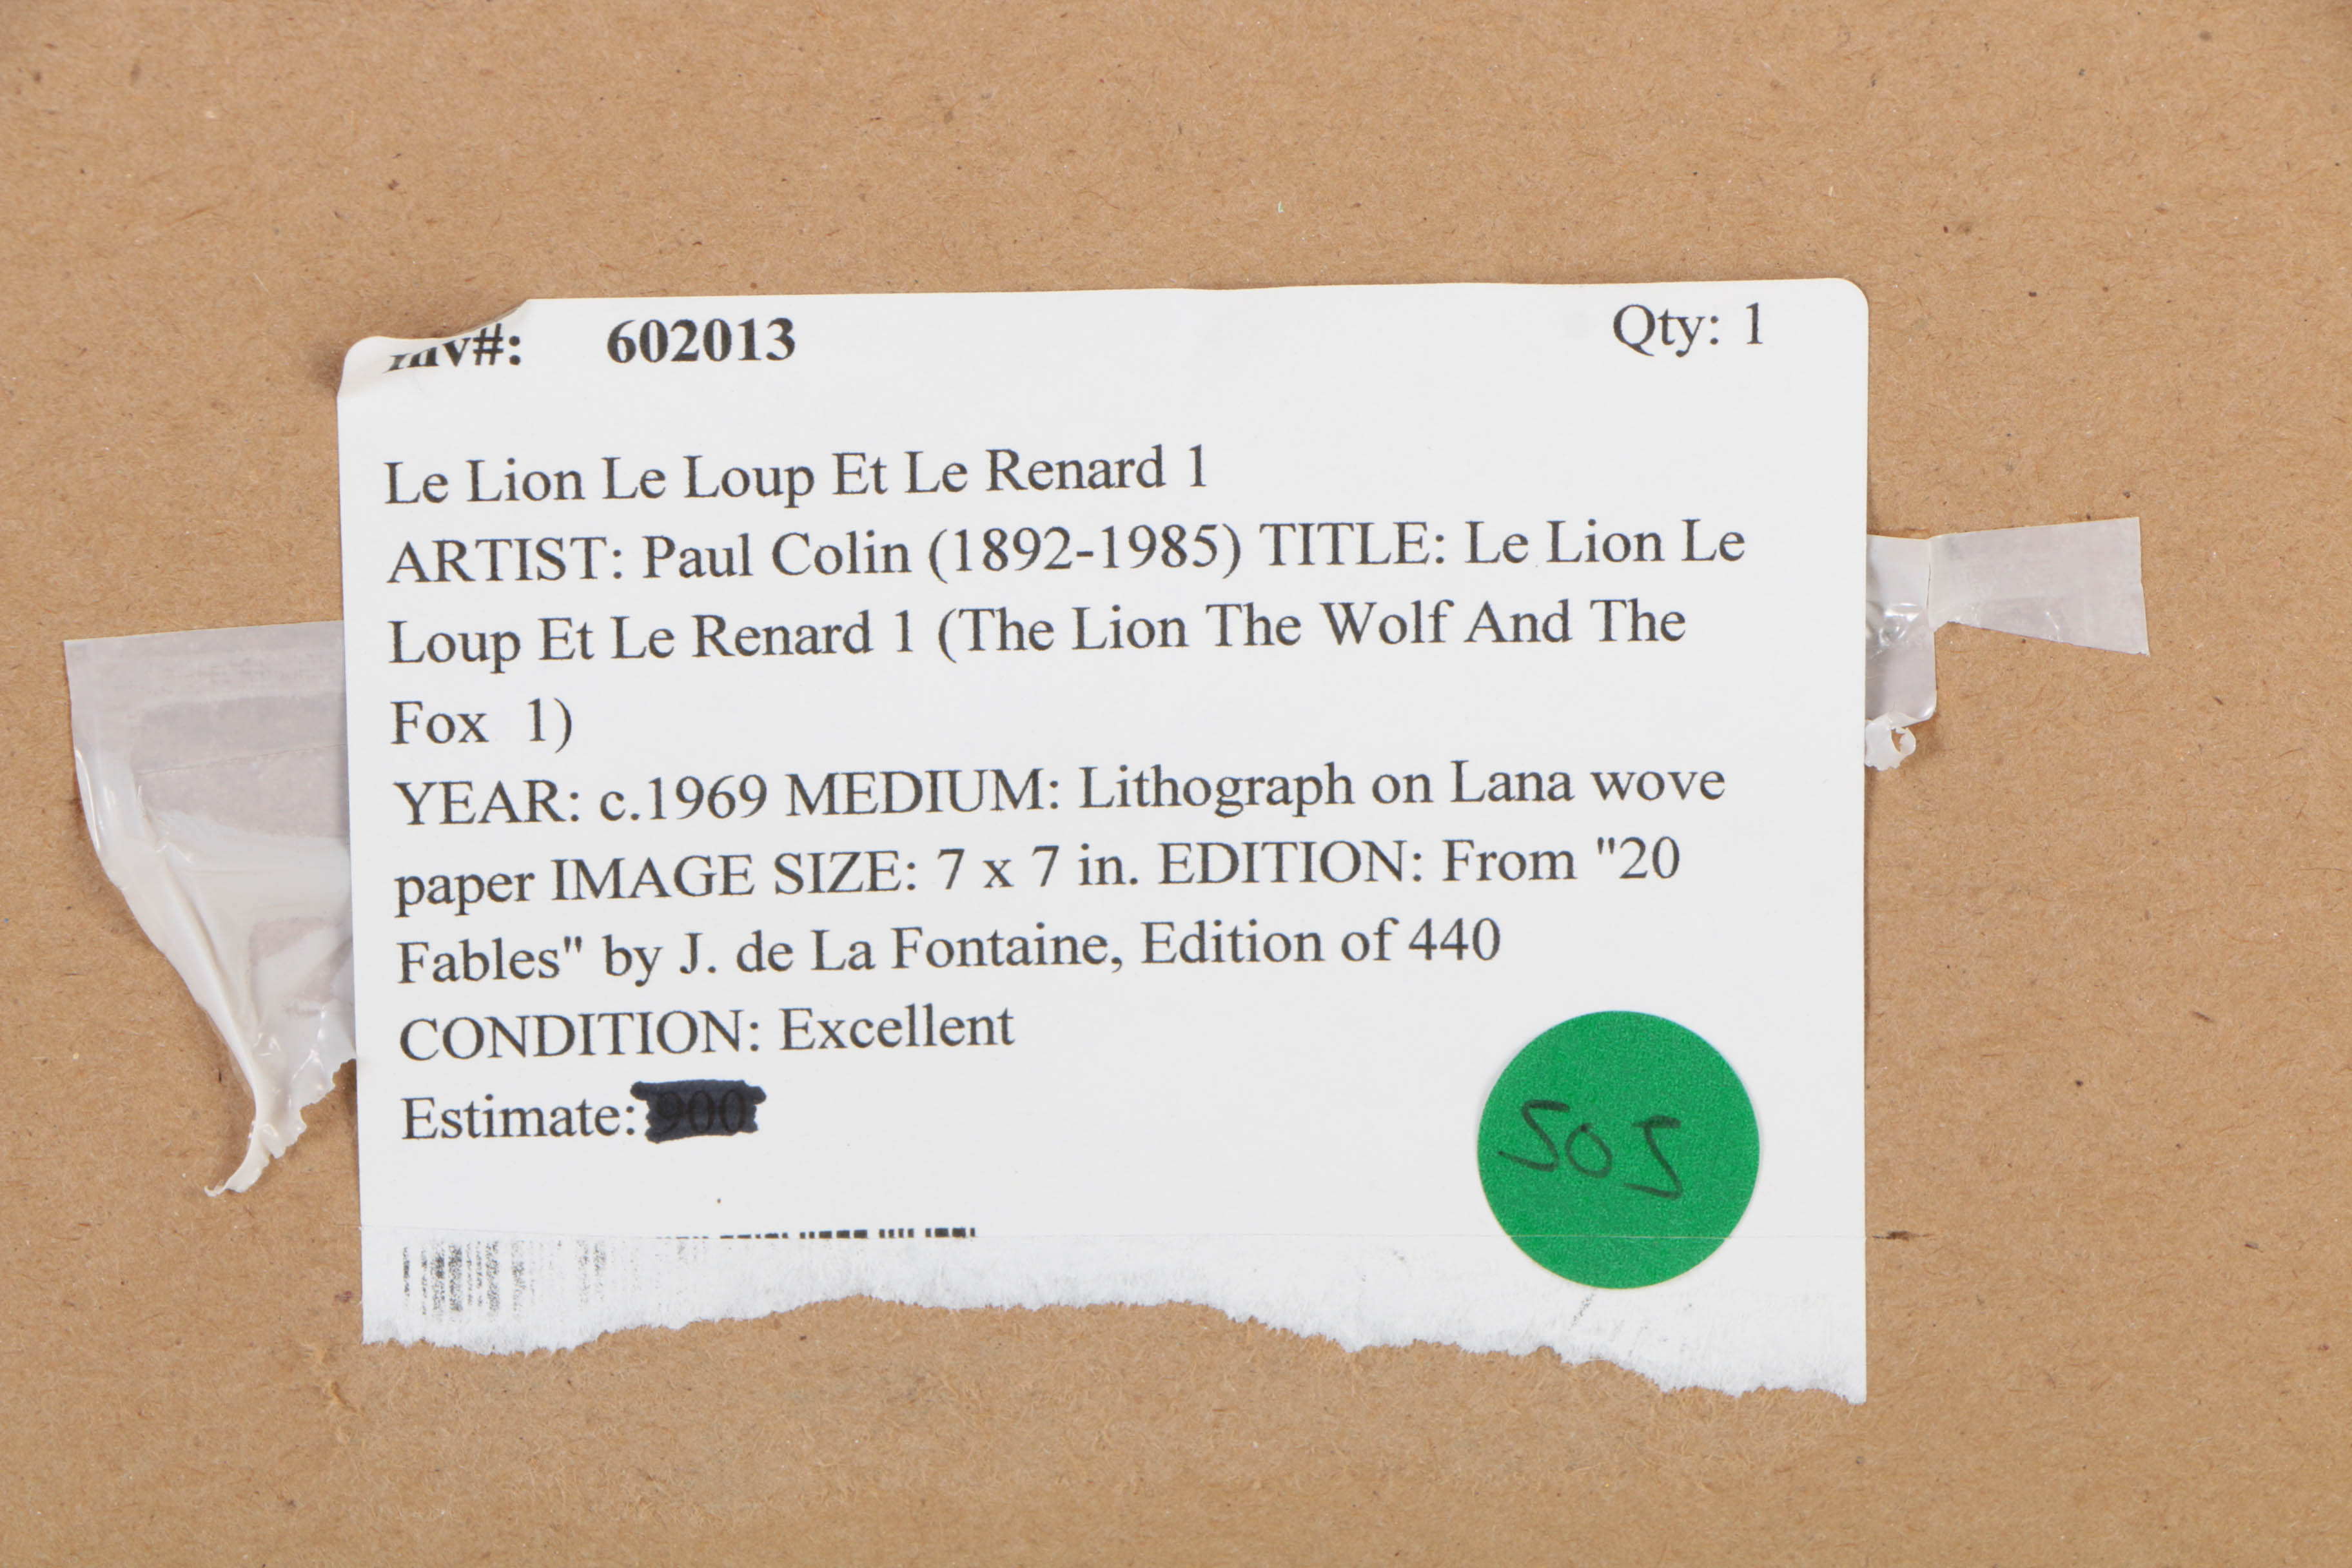 Inv#: 602013 Qty: 1
Le Lion Le Loup Et Le Renard 1
ARTIST: Paul Colin (1892-1985) TITLE: Le Lion Le
Loup Et Le Renard 1 (The Lion The Wolf And The
Fox 1)
YEAR: c.1969 MEDIUM: Lithograph on Lana wove
paper IMAGE SIZE: 7 x 7 in. EDITION: From "20
Fables" by J. de La Fontaine, Edition of 440
CONDITION: Excellent
Estimate: 900
505